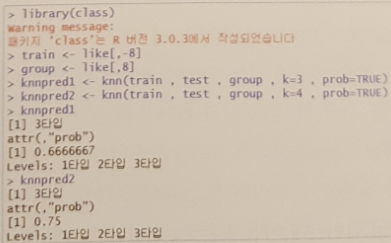 > library(class)
Warning message:
패키지 'class'는 R 버전 3.0.3에서 작성되었습니다
> train <- like[,-8]
> group <- like[,8]
> knnpred1 <- knn(train , test , group , k=3 , prob=TRUE)
> knnpred2 <- knn(train , test , group , k=4 , prob=TRUE)
> knnpred1
[1] 3타입
attr(,"prob")
[1] 0.6666667
Levels: 1타입 2타입 3타입
> knnpred2
[1] 3타입
attr(,"prob")
[1] 0.75
Levels: 1타입 2타입 3타입